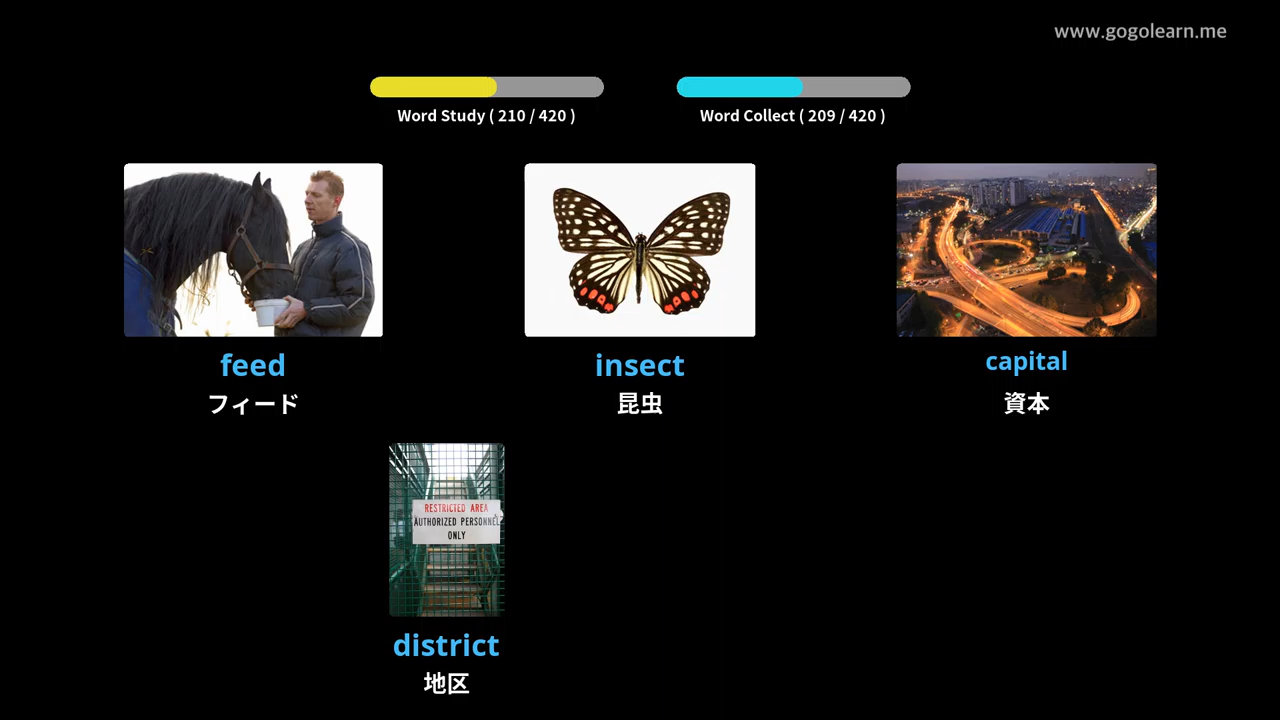 www.gogolearn.me
Word Study ( 210 / 420 )
Word Collect ( 209 / 420 )
feed
フィード
insect
昆虫
capital
資本
RESTRICTED AREA
AUTHORIZED PERSONNEL
ONLY
district
地区